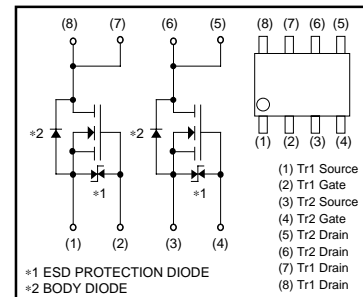 (8) (7) (6) (5)
(8) (7) (6) (5)
∗2 ∗2
∗1 ∗1
(1) (2) (3) (4)
(1) (2) (3) (4)
(1) Tr1 Source
(2) Tr1 Gate
(3) Tr2 Source
(4) Tr2 Gate
(5) Tr2 Drain
(6) Tr2 Drain
(7) Tr1 Drain
(8) Tr1 Drain
∗1 ESD PROTECTION DIODE
∗2 BODY DIODE